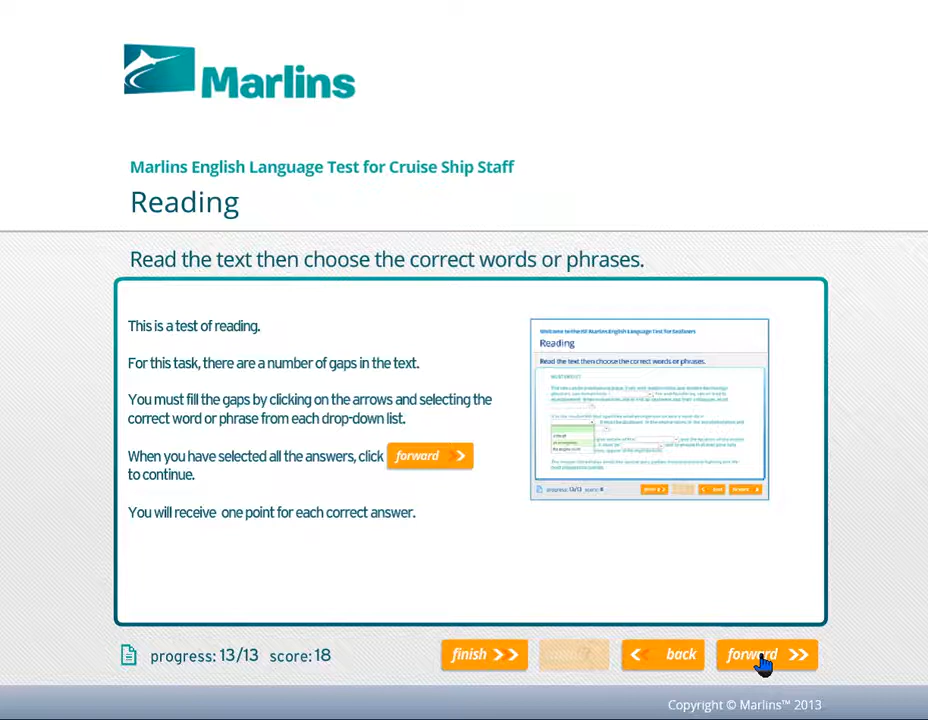 Marlins
Marlins English Language Test for Cruise Ship Staff
Reading
Read the text then choose the correct words or phrases.
This is a test of reading.
For this task, there are a number of gaps in the text.
You must fill the gaps by clicking on the arrows and selecting the
correct word or phrase from each drop-down list.
When you have selected all the answers, click forward
to continue.
You will receive one point for each correct answer.
Reading
Read the text then choose the correct words or phrases.
progress: 13/13 score: 8
progress: 13/13 score: 18
finish
back
forward
Copyright © Marlins™ 2013